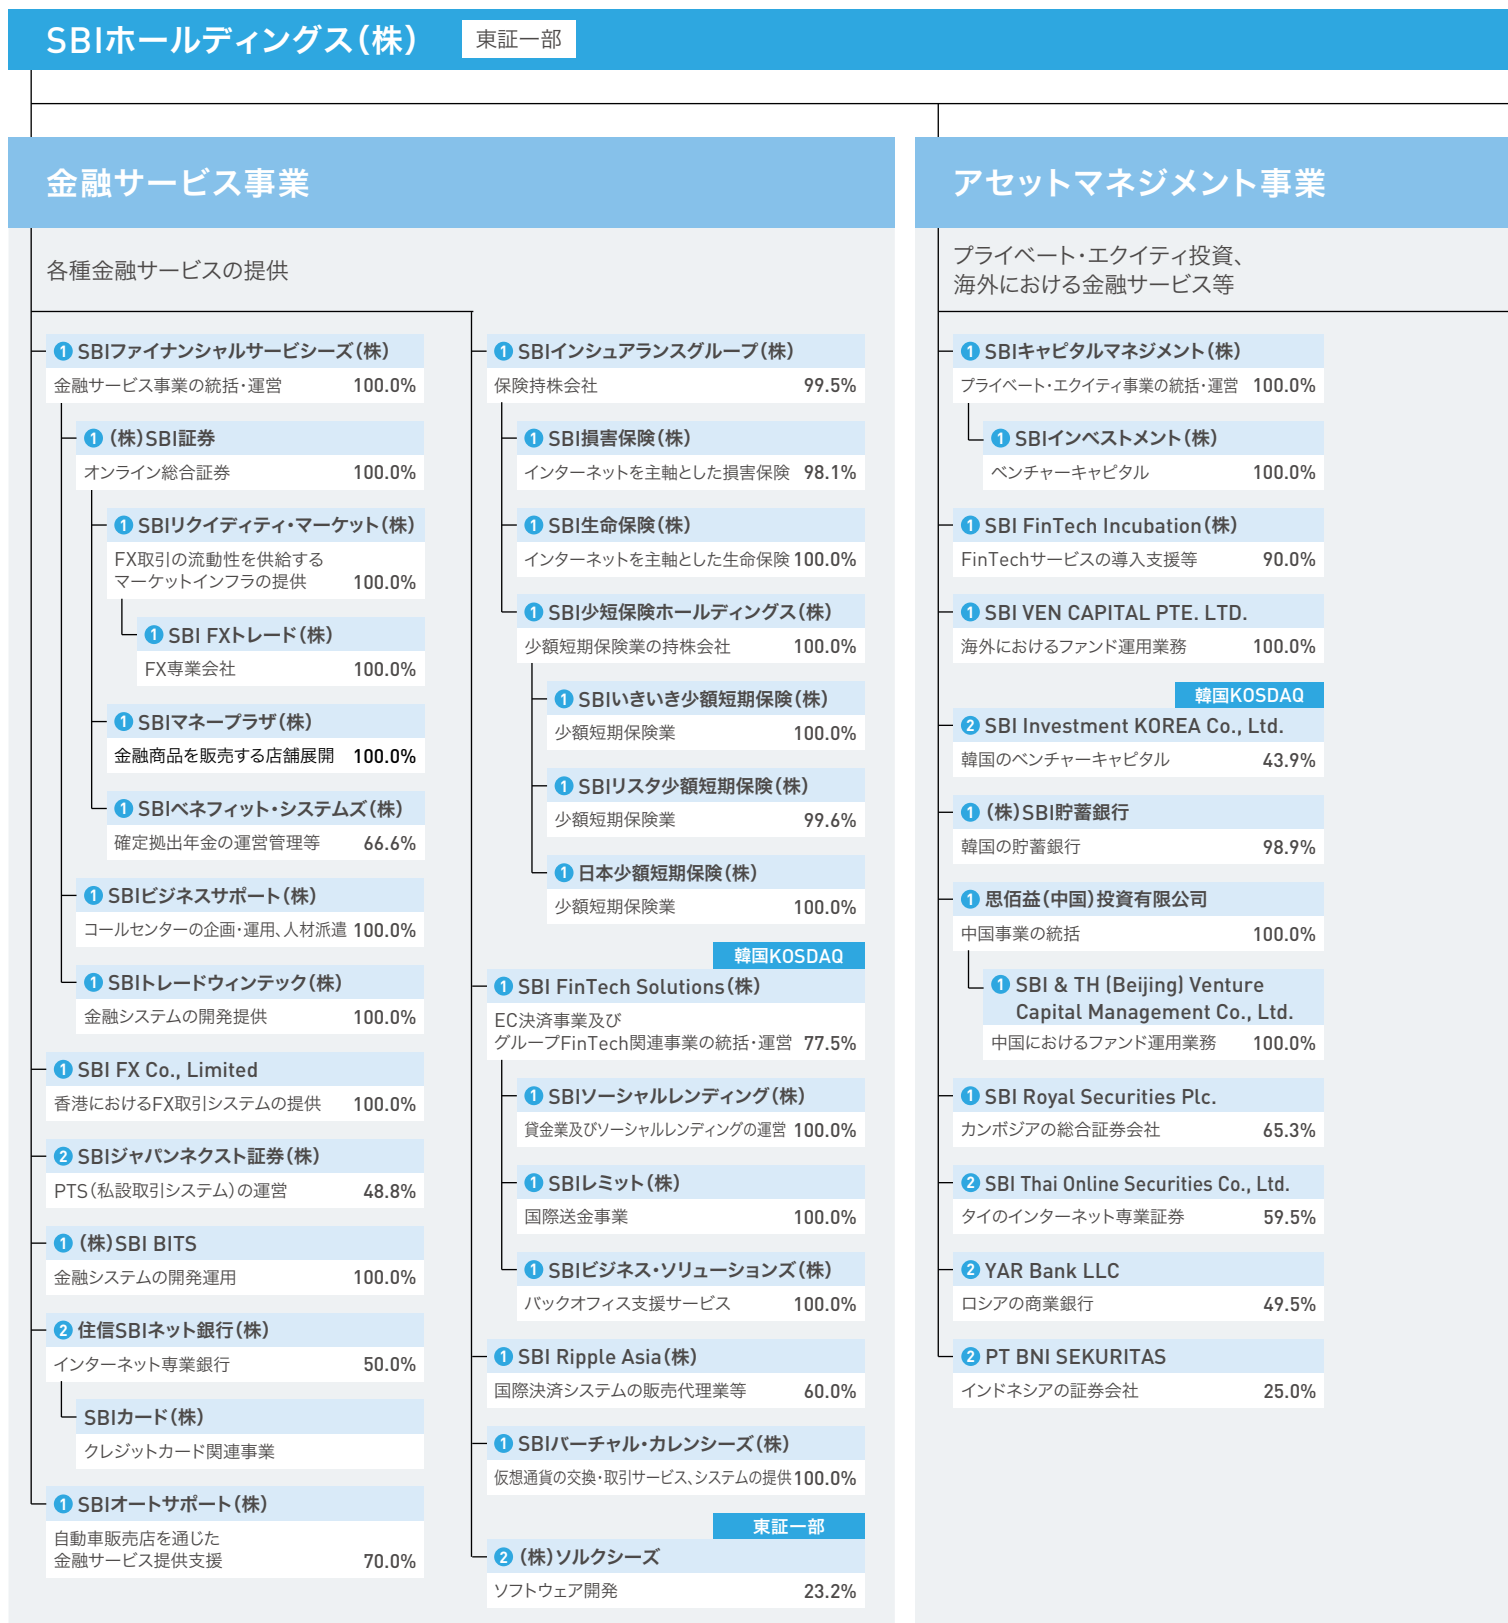 SBIホールディングス(株) 東証一部
金融サービス事業
各種金融サービスの提供
❶ SBIファイナンシャルサービシーズ(株)
金融サービス事業の統括・運営 100.0%
❶ (株)SBI証券
オンライン総合証券 100.0%
❶ SBIリクイディティ・マーケット(株)
FX取引の流動性を供給する
マーケットインフラの提供 100.0%
❶ SBI FXトレード(株)
FX専業会社 100.0%
❶ SBIマネープラザ(株)
金融商品を販売する店舗展開 100.0%
❶ SBIベネフィット・システムズ(株)
確定拠出年金の運営管理等 66.6%
❶ SBIビジネスサポート(株)
コールセンターの企画・運用、人材派遣 100.0%
❶ SBIトレードウィンテック(株)
金融システムの開発提供 100.0%
❶ SBI FX Co., Limited
香港におけるFX取引システムの提供 100.0%
❷ SBIジャパンネクスト証券(株)
PTS(私設取引システム)の運営 48.8%
❶ (株)SBI BITS
金融システムの開発運用 100.0%
❷ 住信SBIネット銀行(株)
インターネット専業銀行 50.0%
SBIカード(株)
クレジットカード関連事業
❶ SBIオートサポート(株)
自動車販売店を通じた
金融サービス提供支援 70.0%
❶ SBIインシュアランスグループ(株)
保険持株会社 99.5%
❶ SBI損害保険(株)
インターネットを主軸とした損害保険 98.1%
❶ SBI生命保険(株)
インターネットを主軸とした生命保険 100.0%
❶ SBI少短保険ホールディングス(株)
少額短期保険業の持株会社 100.0%
❶ SBIいきいき少額短期保険(株)
少額短期保険業 100.0%
❶ SBIリスタ少額短期保険(株)
少額短期保険業 99.6%
❶ 日本少額短期保険(株)
少額短期保険業 100.0%
韓国KOSDAQ
❶ SBI FinTech Solutions(株)
EC決済事業及び
グループFinTech関連事業の統括・運営 77.5%
❶ SBIソーシャルレンディング(株)
貸金業及びソーシャルレンディングの運営 100.0%
❶ SBIレミット(株)
国際送金事業 100.0%
❶ SBIビジネス・ソリューションズ(株)
バックオフィス支援サービス 100.0%
❶ SBI Ripple Asia(株)
国際決済システムの販売代理業等 60.0%
❶ SBIバーチャル・カレンシーズ(株)
仮想通貨の交換・取引サービス、システムの提供 100.0%
東証一部
❷ (株)ソルクシーズ
ソフトウェア開発 23.2%
アセットマネジメント事業
プライベート・エクイティ投資、
海外における金融サービス等
❶ SBIキャピタルマネジメント(株)
プライベート・エクイティ事業の統括・運営 100.0%
❶ SBIインベストメント(株)
ベンチャーキャピタル 100.0%
❶ SBI FinTech Incubation(株)
FinTechサービスの導入支援等 90.0%
❶ SBI VEN CAPITAL PTE. LTD.
海外におけるファンド運用業務 100.0%
韓国KOSDAQ
❷ SBI Investment KOREA Co., Ltd.
韓国のベンチャーキャピタル 43.9%
❶ (株)SBI貯蓄銀行
韓国の貯蓄銀行 98.9%
❶ 思佰益(中国)投資有限公司
中国事業の統括 100.0%
❶ SBI & TH (Beijing) Venture
Capital Management Co., Ltd.
中国におけるファンド運用業務 100.0%
❶ SBI Royal Securities Plc.
カンボジアの総合証券会社 65.3%
❷ SBI Thai Online Securities Co., Ltd.
タイのインターネット専業証券 59.5%
❷ YAR Bank LLC
ロシアの商業銀行 49.5%
❷ PT BNI SEKURITAS
インドネシアの証券会社 25.0%